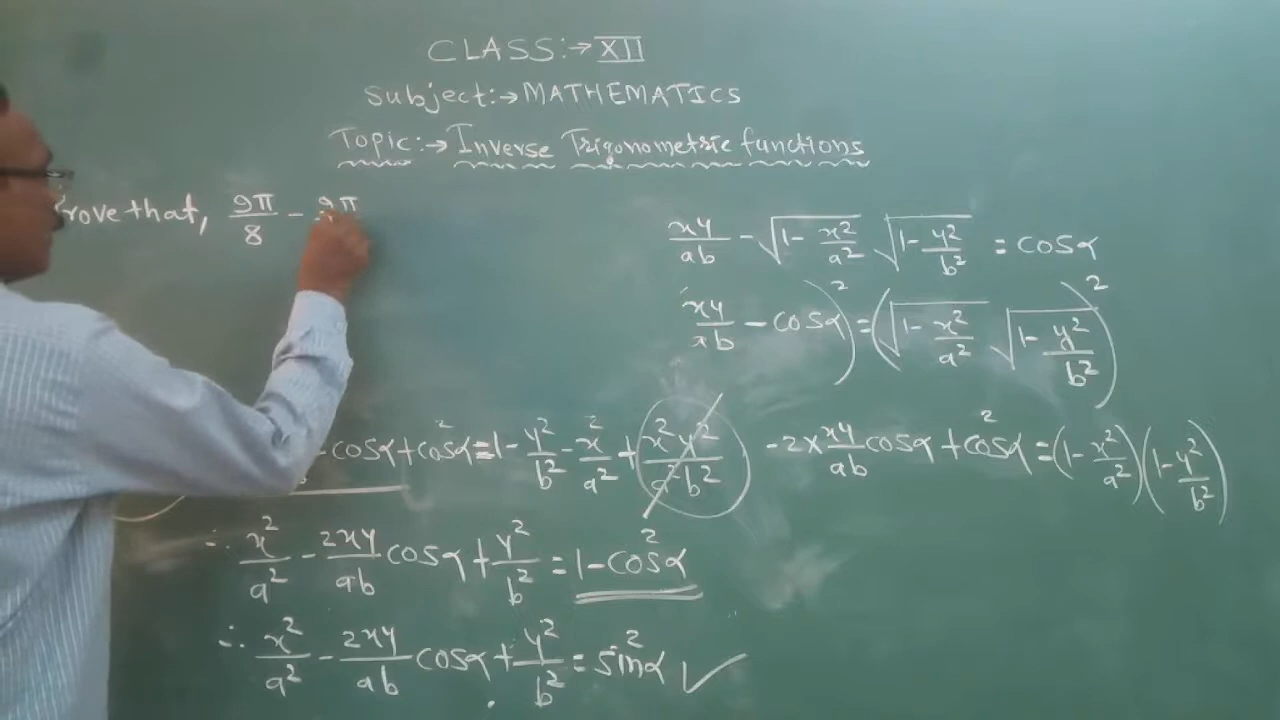 CLASS:→XII
Subject:→MATHEMATICS
Topic:→Inverse Trigonometric functions
Prove that, 9π/8 - 9π
xy/ab - √(1-x²/a²) √(1-y²/b²) = cosα
xy/ab - cosα)² = (√(1-x²/a²) √(1-y²/b²))²
cosα+cos²α=1-y²/b²-x²/a²+x²y²/a²b² -2×xy/ab cosα+cos²α=(1-x²/a²)(1-y²/b²)
∴ x²/a² - 2xy/ab cosα+y²/b² = 1-cos²α
∴ x²/a² - 2xy/ab cosα+y²/b² = sin²α